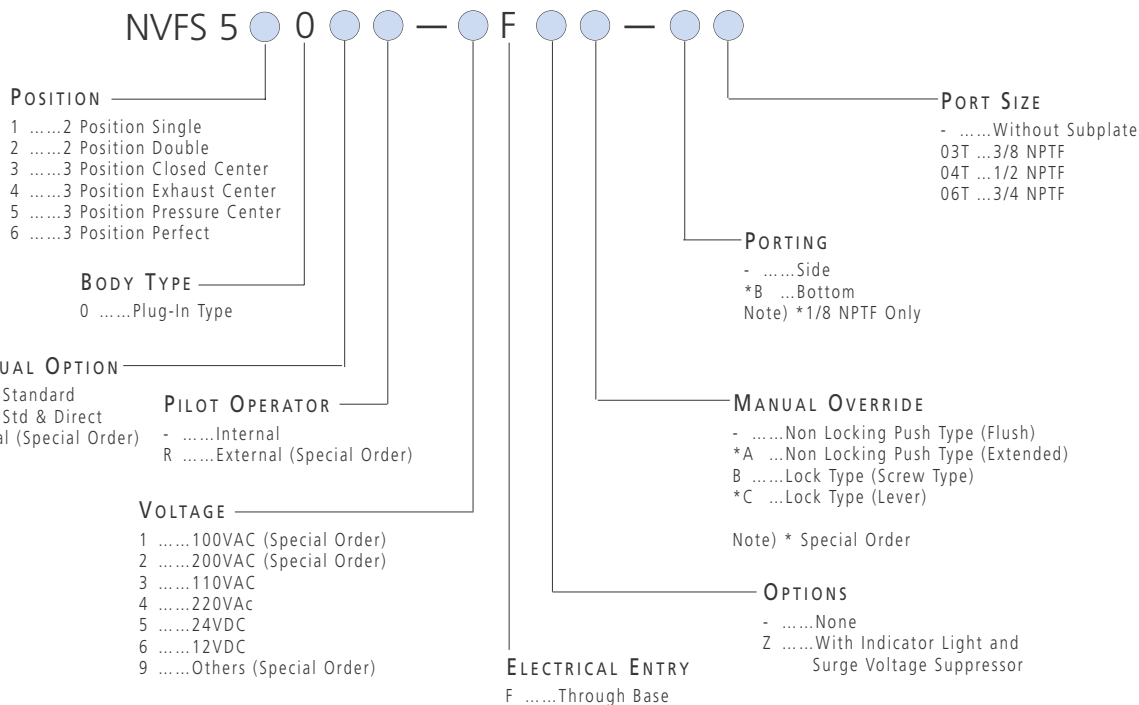 NVFS 5 0 — F —
POSITION
1 ......2 Position Single
2 ......2 Position Double
3 ......3 Position Closed Center
4 ......3 Position Exhaust Center
5 ......3 Position Pressure Center
6 ......3 Position Perfect
BODY TYPE
0 ......Plug-In Type
OPTION
Standard
Std & Direct
(Special Order)
PILOT OPERATOR
- ......Internal
R ......External (Special Order)
VOLTAGE
1 ......100VAC (Special Order)
2 ......200VAC (Special Order)
3 ......110VAC
4 ......220VAc
5 ......24VDC
6 ......12VDC
9 ......Others (Special Order)
ELECTRICAL ENTRY
F ......Through Base
OPTIONS
- ......None
Z ......With Indicator Light and
Surge Voltage Suppressor
MANUAL OVERRIDE
- ......Non Locking Push Type (Flush)
*A ...Non Locking Push Type (Extended)
B ......Lock Type (Screw Type)
*C ...Lock Type (Lever)
Note) * Special Order
PORTING
- ......Side
*B ...Bottom
Note) *1/8 NPTF Only
PORT SIZE
- ......Without Subplate
03T ...3/8 NPTF
04T ...1/2 NPTF
06T ...3/4 NPTF